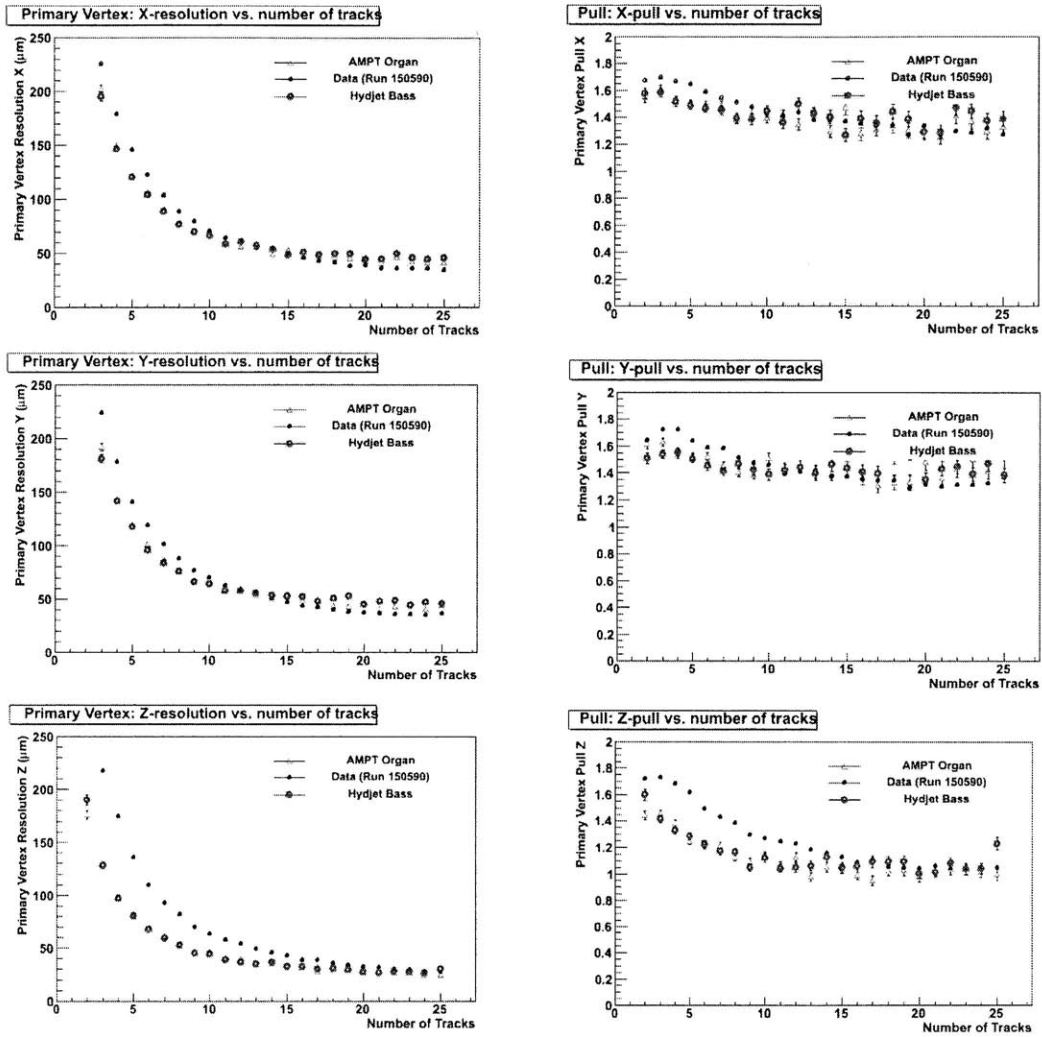 Primary Vertex: X-resolution vs. number of tracks
Primary Vertex Resolution X (μm)
250
200
150
100
50
0
AMPT Organ
Data (Run 150590)
Hydjet Bass
0 5 10 15 20 25
Number of Tracks
Pull: X-pull vs. number of tracks
Primary Vertex Pull X
2
1.8
1.6
1.4
1.2
1
0.8
0.6
0.4
0.2
0
AMPT Organ
Data (Run 150590)
Hydjet Bass
0 5 10 15 20 25
Number of Tracks
Primary Vertex: Y-resolution vs. number of tracks
Primary Vertex Resolution Y (μm)
250
200
150
100
50
0
AMPT Organ
Data (Run 150590)
Hydjet Bass
0 5 10 15 20 25
Number of Tracks
Pull: Y-pull vs. number of tracks
Primary Vertex Pull Y
2
1.8
1.6
1.4
1.2
1
0.8
0.6
0.4
0.2
0
AMPT Organ
Data (Run 150590)
Hydjet Bass
0 5 10 15 20 25
Number of Tracks
Primary Vertex: Z-resolution vs. number of tracks
Primary Vertex Resolution Z (μm)
250
200
150
100
50
0
AMPT Organ
Data (Run 150590)
Hydjet Bass
0 5 10 15 20 25
Number of Tracks
Pull: Z-pull vs. number of tracks
Primary Vertex Pull Z
2
1.8
1.6
1.4
1.2
1
0.8
0.6
0.4
0.2
0
AMPT Organ
Data (Run 150590)
Hydjet Bass
0 5 10 15 20 25
Number of Tracks